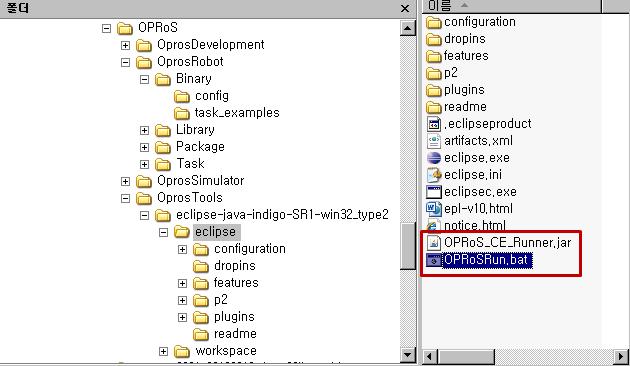 폴더
OPRoS
OprosDevelopment
OprosRobot
Binary
config
task_examples
Library
Package
Task
OprosSimulator
OprosTools
eclipse-java-indigo-SR1-win32_type2
eclipse
configuration
dropins
features
p2
plugins
readme
workspace
이름
configuration
dropins
features
p2
plugins
readme
.eclipseproduct
artifacts.xml
eclipse.exe
eclipse.ini
eclipsec.exe
epl-v10.html
notice.html
OPRoS_CE_Runner.jar
OPRoSRun.bat